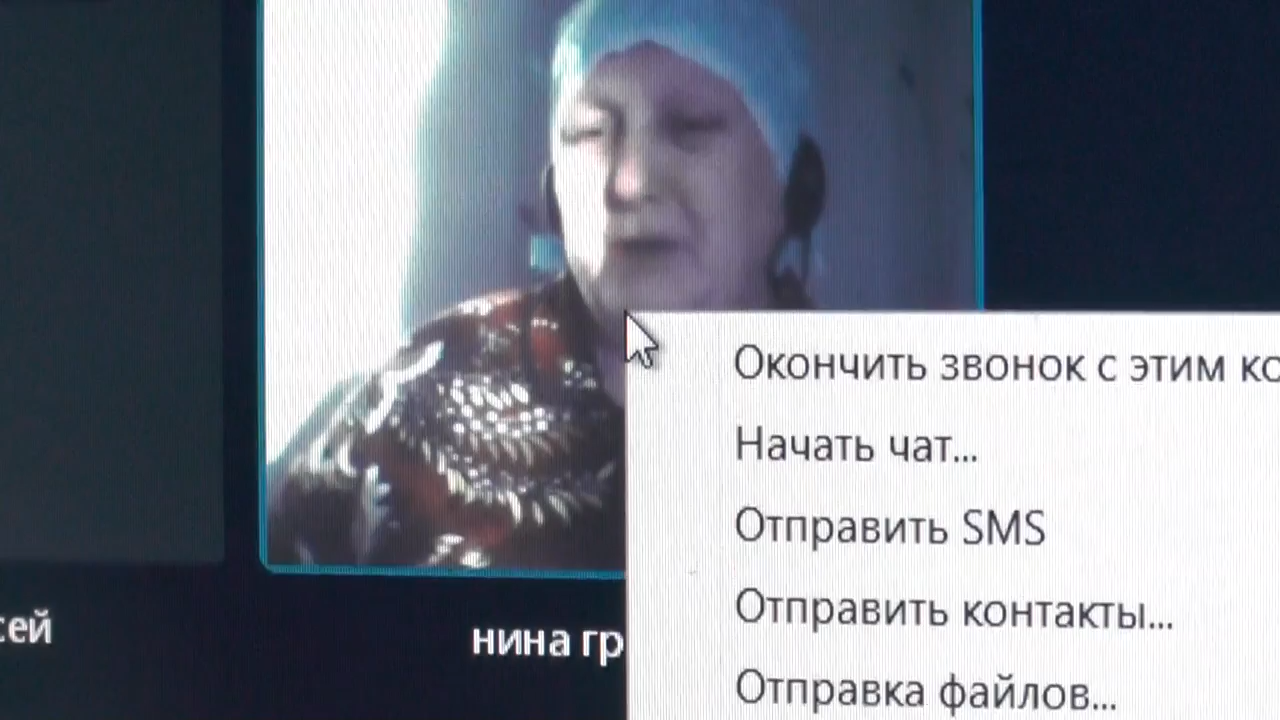 Окончить звонок с этим ко
Начать чат...
Отправить SMS
Отправить контакты...
Отправка файлов...
сей
нина гр